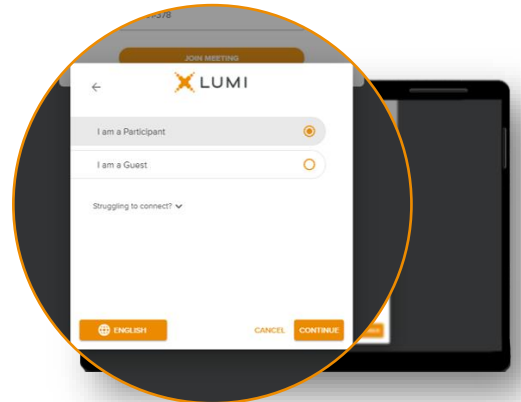 JOIN MEETING
LUMI
I am a Participant
I am a Guest
Struggling to connect?
ENGLISH
CANCEL
CONTINUE